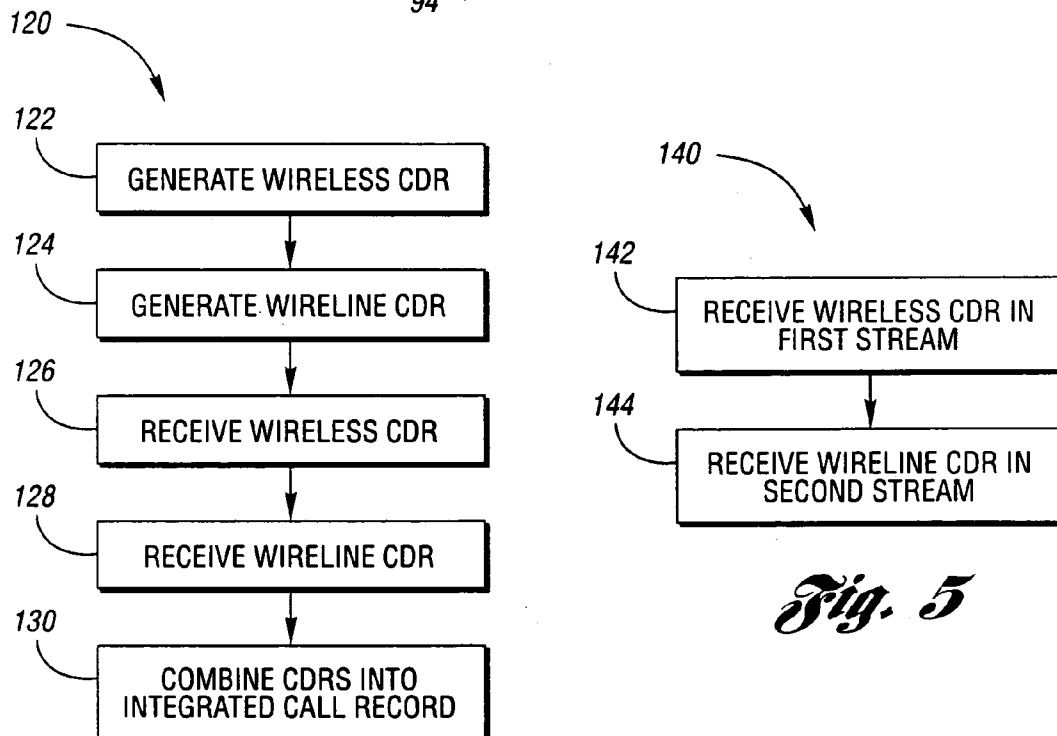 94
120
122
GENERATE WIRELESS CDR
124
GENERATE WIRELINE CDR
126
RECEIVE WIRELESS CDR
128
RECEIVE WIRELINE CDR
130
COMBINE CDRS INTO
INTEGRATED CALL RECORD
140
142
RECEIVE WIRELESS CDR IN
FIRST STREAM
144
RECEIVE WIRELINE CDR IN
SECOND STREAM
Fig. 5